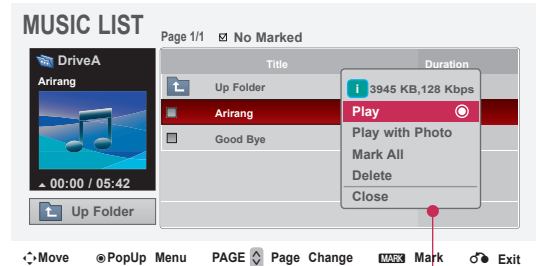 MUSIC LIST
Page 1/1 No Marked
DriveA
Arirang
00:00 / 05:42
Up Folder
Title Duration
Up Folder
Arirang
Good Bye
i 3945 KB,128 Kbps
Play
Play with Photo
Mark All
Delete
Close
Move PopUp Menu PAGE Page Change MARK Mark Exit